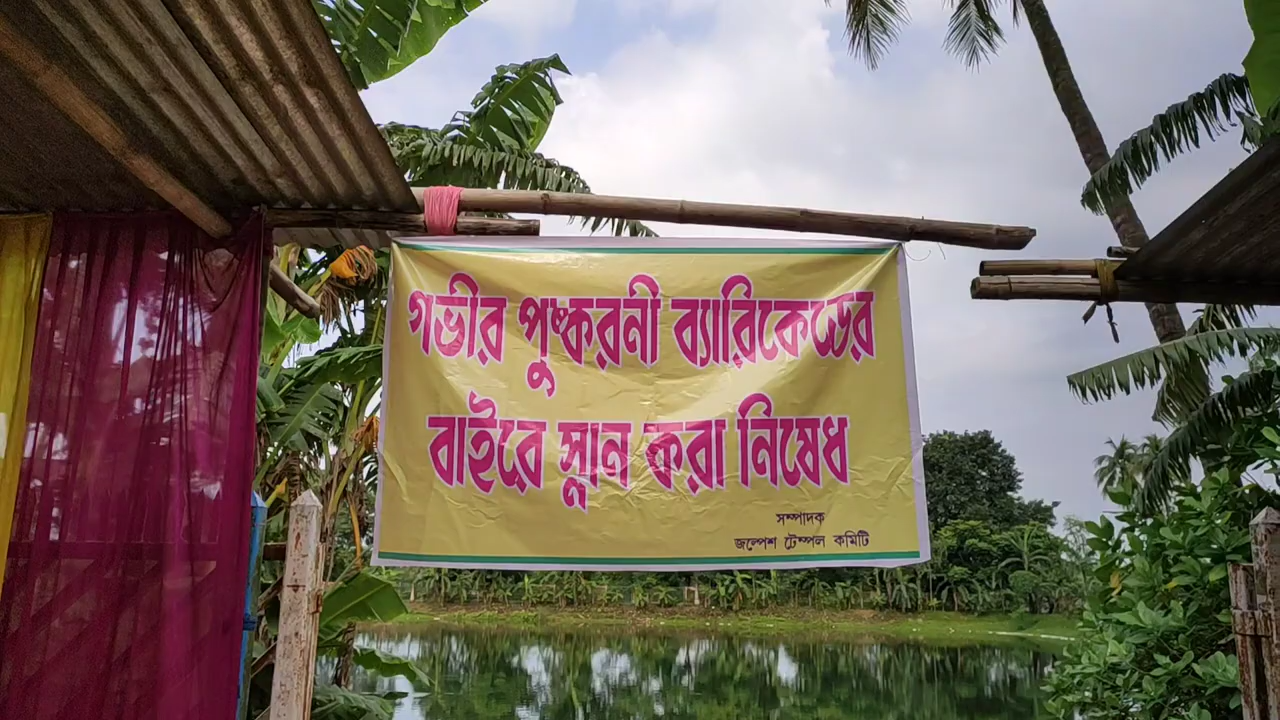 গভীর পুষ্করনী ব্যারিকেডের
বাইরে স্নান করা নিষেধ
সম্পাদক
জল্পেশ টেম্পল কমিটি